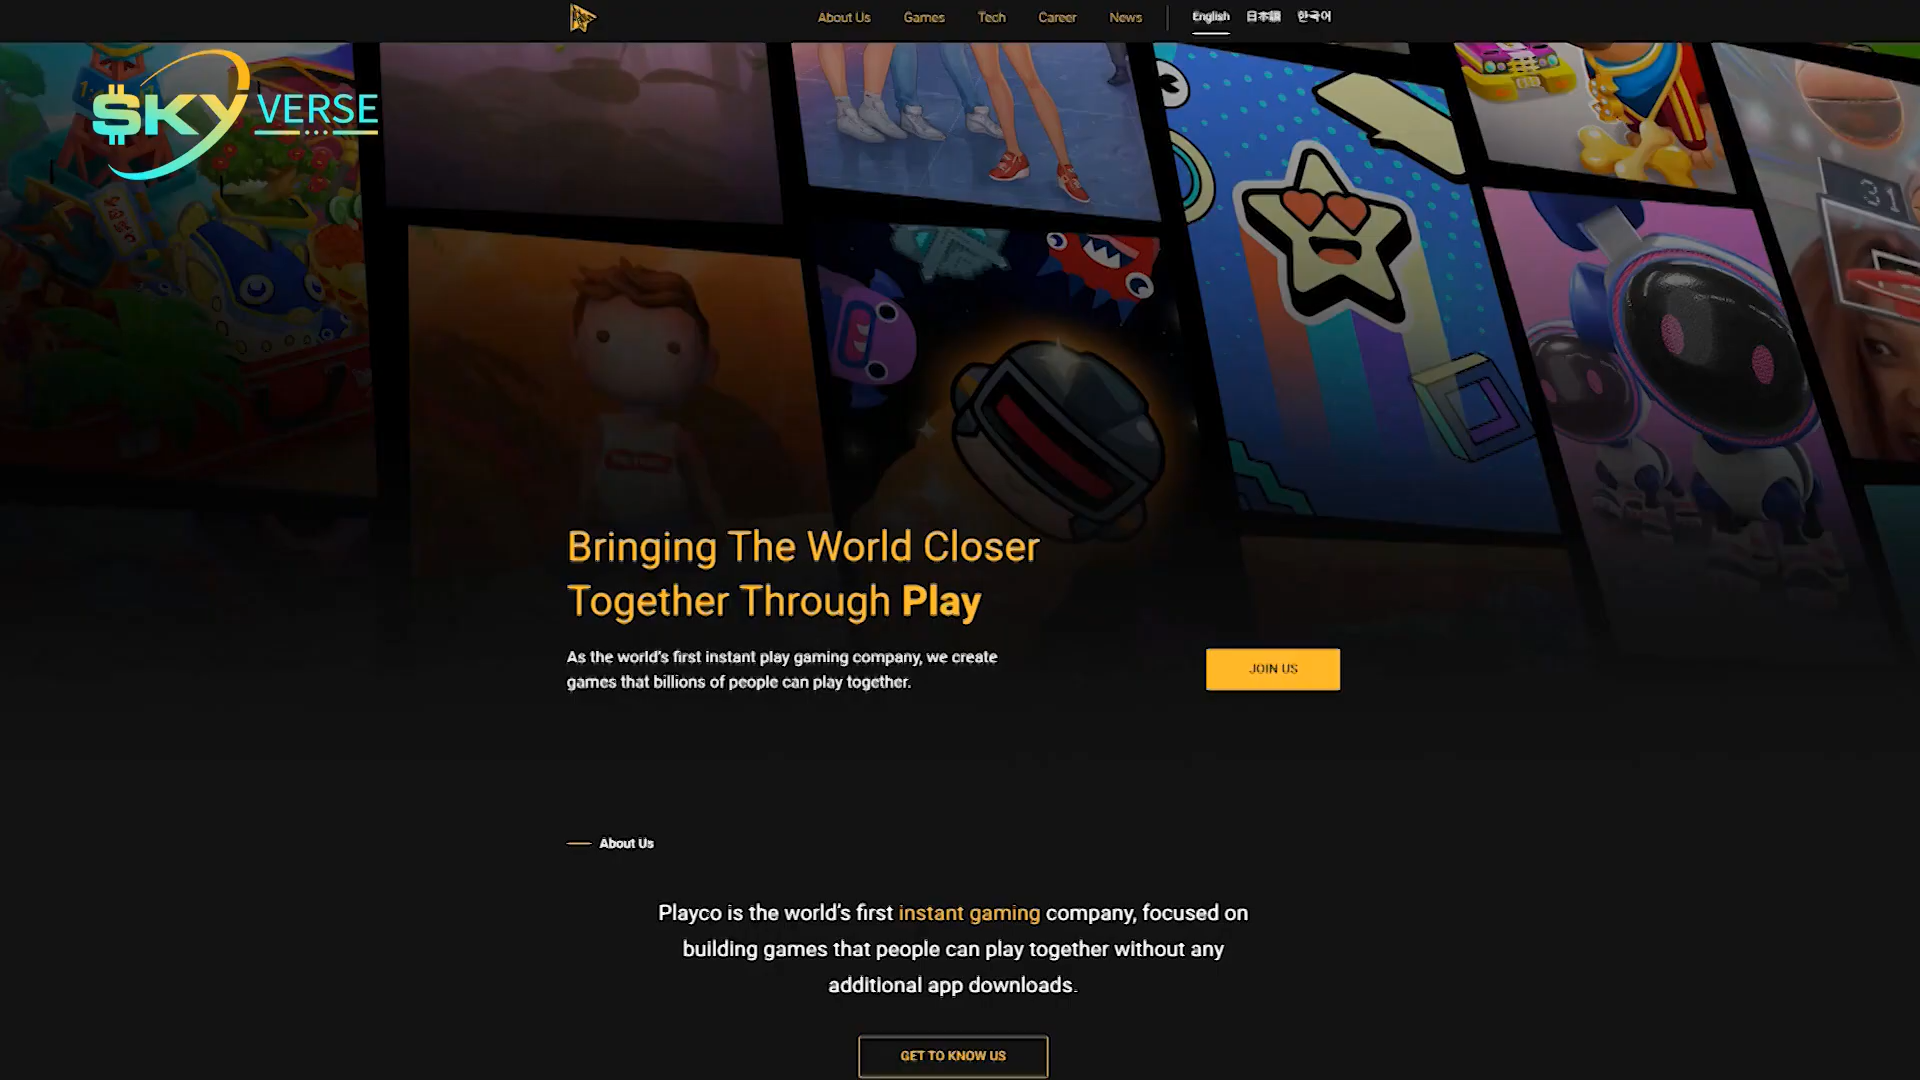 About Us Games Tech Career News English 日本語 한국어
$KY VERSE
Bringing The World Closer
Together Through Play
As the world's first instant play gaming company, we create
games that billions of people can play together.
JOIN US
About Us
Playco is the world's first instant gaming company, focused on
building games that people can play together without any
additional app downloads.
GET TO KNOW US